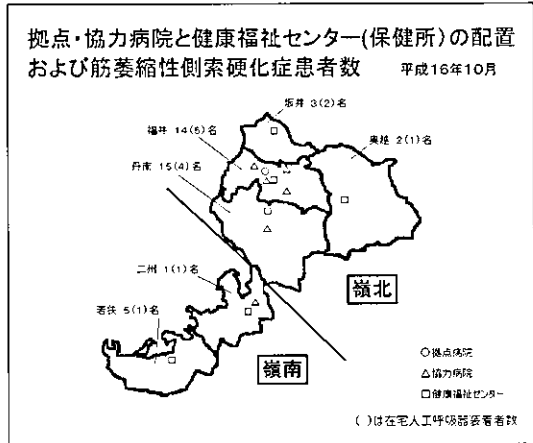 拠点・協力病院と健康福祉センター(保健所)の配置
および筋萎縮性側索硬化症患者数 平成16年10月
坂井 3(2)名
福井 14(5)名
奥越 2(1)名
丹南 15(4)名
二州 1(1)名
嶺北
若狭 5(1)名
嶺南
○拠点病院
△協力病院
□健康福祉センター
( )は在宅人工呼吸器装着者数